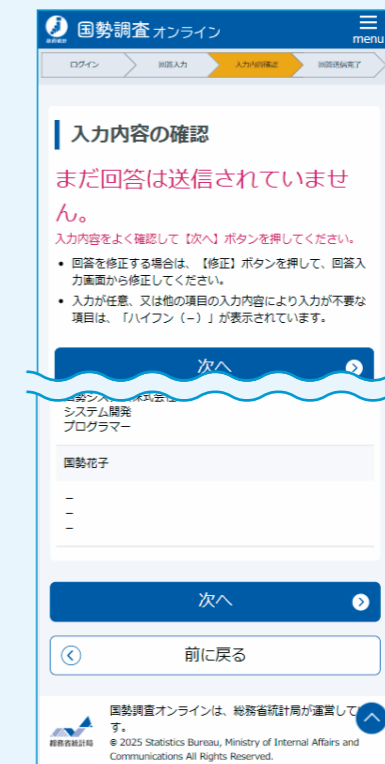 国勢調査オンライン
menu
ログイン
回答入力
入力内容確認
回答送信完了
入力内容の確認
まだ回答は送信されていませ
ん。
入力内容をよく確認して【次へ】ボタンを押してください。
• 回答を修正する場合は、【修正】ボタンを押して、回答入
力画面から修正してください。
• 入力が任意、又は他の項目の入力内容により入力が不要な
項目は、「ハイフン（−）」が表示されています。
次へ
システム開発
プログラマー
国勢花子
−
−
−
次へ
前に戻る
総務省統計局
国勢調査オンラインは、総務省統計局が運営して
す。
© 2025 Statistics Bureau, Ministry of Internal Affairs and
Communications All Rights Reserved.